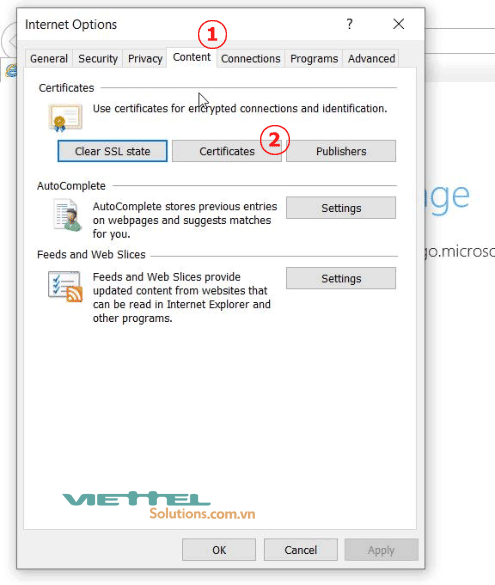 Internet Options
?
1
General Security Privacy Content Connections Programs Advanced
Certificates
Use certificates for encrypted connections and identification.
2
Clear SSL state Certificates Publishers
AutoComplete
AutoComplete stores previous entries
on webpages and suggests matches
for you.
Settings
Feeds and Web Slices
Feeds and Web Slices provide
updated content from websites that
can be read in Internet Explorer and
other programs.
Settings
nge
go.microso
VIETTEL
Solutions.com.vn
OK Cancel Apply